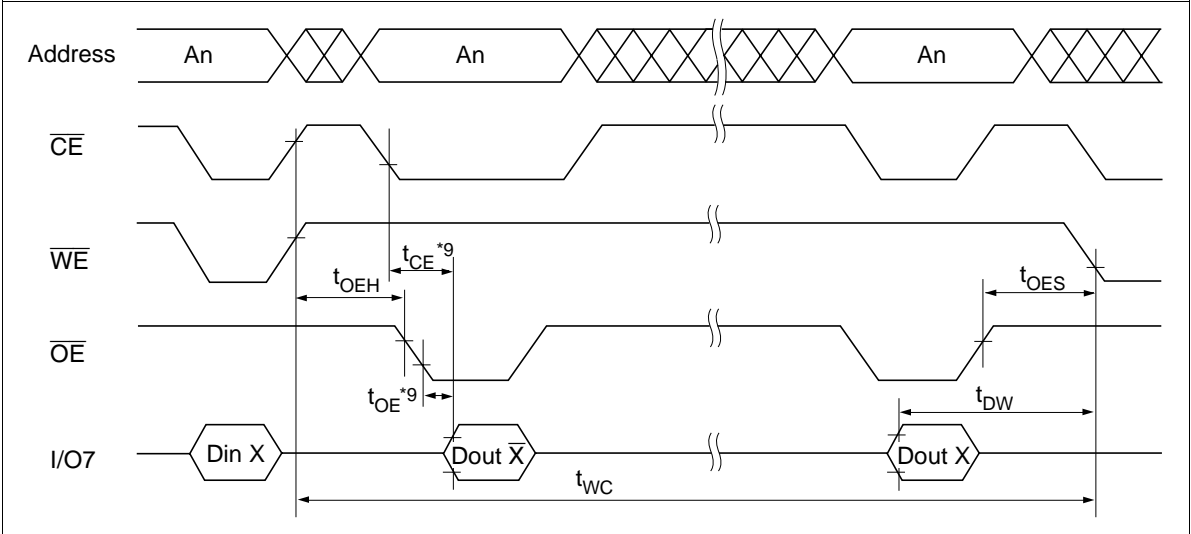 Address An An An
CE
WE
tCE*9
tOEH
tOES
OE
tOE*9
tDW
I/O7 Din X Dout X Dout X
tWC